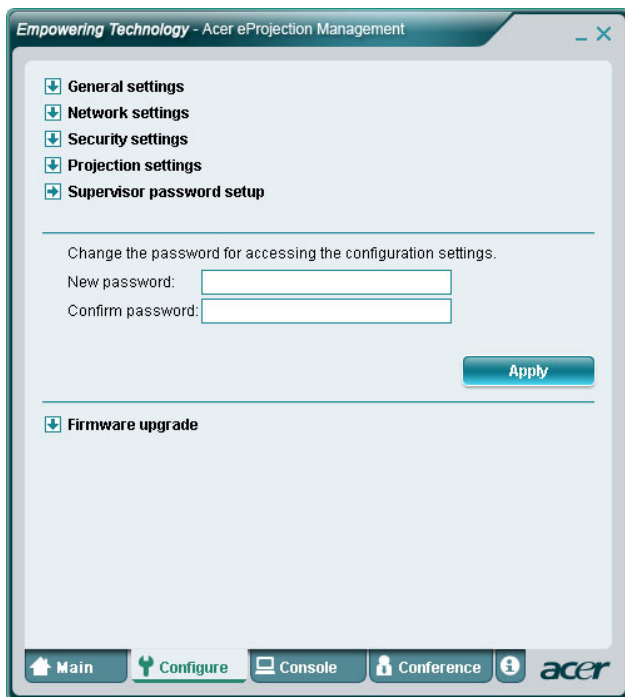 Empowering Technology - Acer eProjection Management
General settings
Network settings
Security settings
Projection settings
Supervisor password setup
Change the password for accessing the configuration settings.
New password:
Confirm password:
Apply
Firmware upgrade
Main Configure Console Conference acer